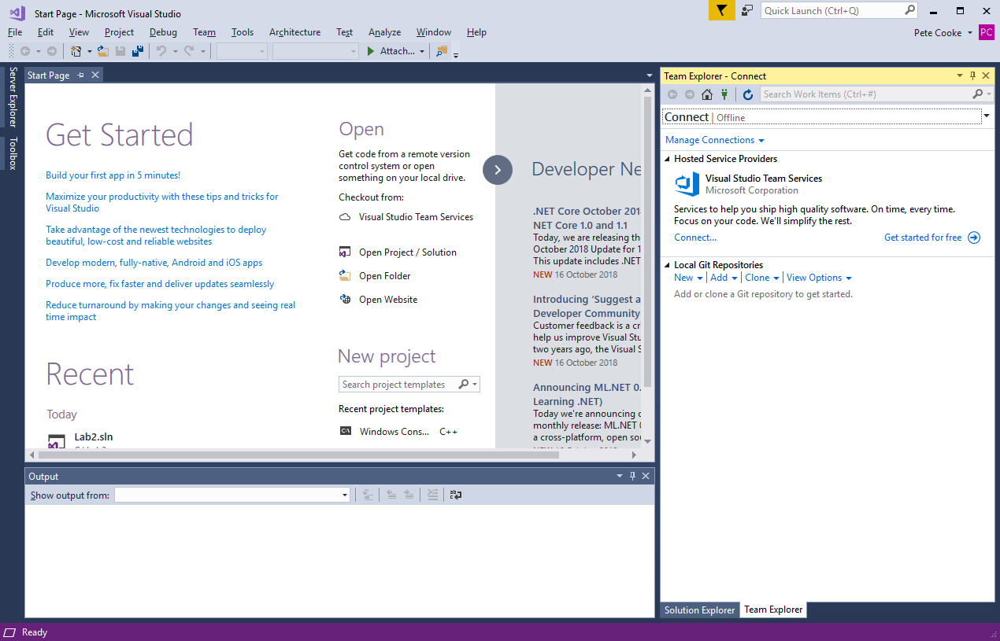 Start Page - Microsoft Visual Studio
Quick Launch (Ctrl+Q)
File Edit View Project Debug Team Tools Architecture Test Analyze Window Help
Pete Cooke PC
Attach...
Server Explorer
Toolbox
Start Page
Get Started
Build your first app in 5 minutes!
Maximize your productivity with these tips and tricks for
Visual Studio
Take advantage of the newest technologies to deploy
beautiful, low-cost and reliable websites
Develop modern, fully-native, Android and iOS apps
Produce more, fix faster and deliver updates seamlessly
Reduce turnaround by making your changes and seeing real
time impact
Recent
Today
Lab2.sln
Open
Get code from a remote version
control system or open
something on your local drive.
Checkout from:
Visual Studio Team Services
Open Project / Solution
Open Folder
Open Website
New project
Search project templates
Recent project templates:
Windows Cons... C++
Developer Ne
.NET Core October 201
NET Core 1.0 and 1.1
Today, we are releasing the
October 2018 Update for 1
This update includes .NET
NEW 16 October 2018
Introducing ‘Suggest a
Developer Community
Customer feedback is a cr
help us improve Visual Stu
two years ago, the Visual S
NEW 16 October 2018
Announcing ML.NET 0.
Learning .NET)
Today we're announcing o
monthly release: ML.NET 0
a cross-platform, open sou
Output
Show output from:
Team Explorer - Connect
Search Work Items (Ctrl+#)
Connect | Offline
Manage Connections
Hosted Service Providers
Visual Studio Team Services
Microsoft Corporation
Services to help you ship high quality software. On time, every time.
Focus on your code. We'll simplify the rest.
Connect... Get started for free
Local Git Repositories
New | Add | Clone | View Options
Add or clone a Git repository to get started.
Solution Explorer Team Explorer
Ready